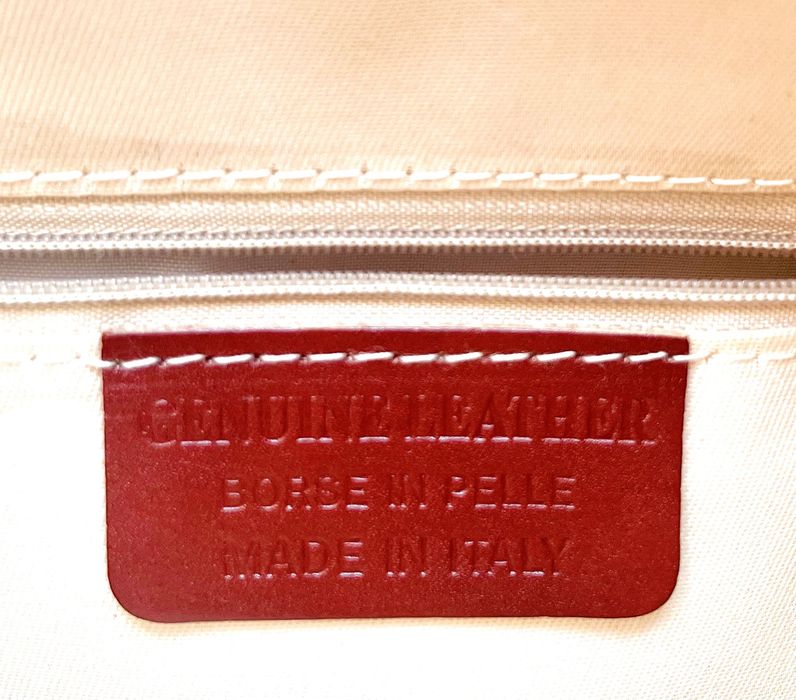 GENUINE LEATHER
BORSE IN PELLE
MADE IN ITALY